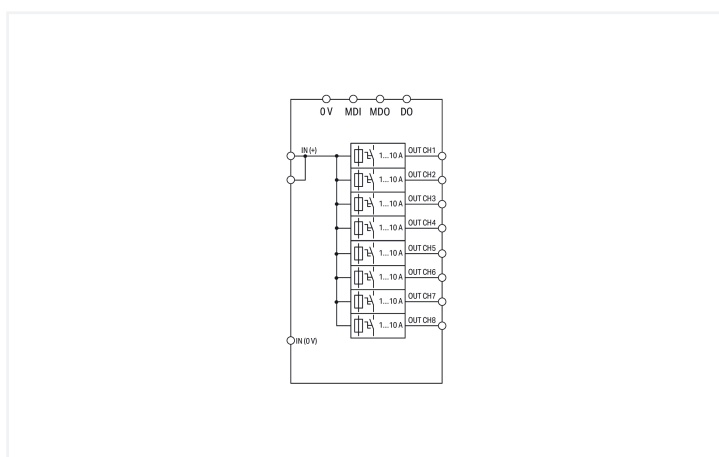 0 V MDI MDO DO
IN (+)
1...10 A OUT CH1
1...10 A OUT CH2
1...10 A OUT CH3
1...10 A OUT CH4
1...10 A OUT CH5
1...10 A OUT CH6
1...10 A OUT CH7
1...10 A OUT CH8
IN (0 V)